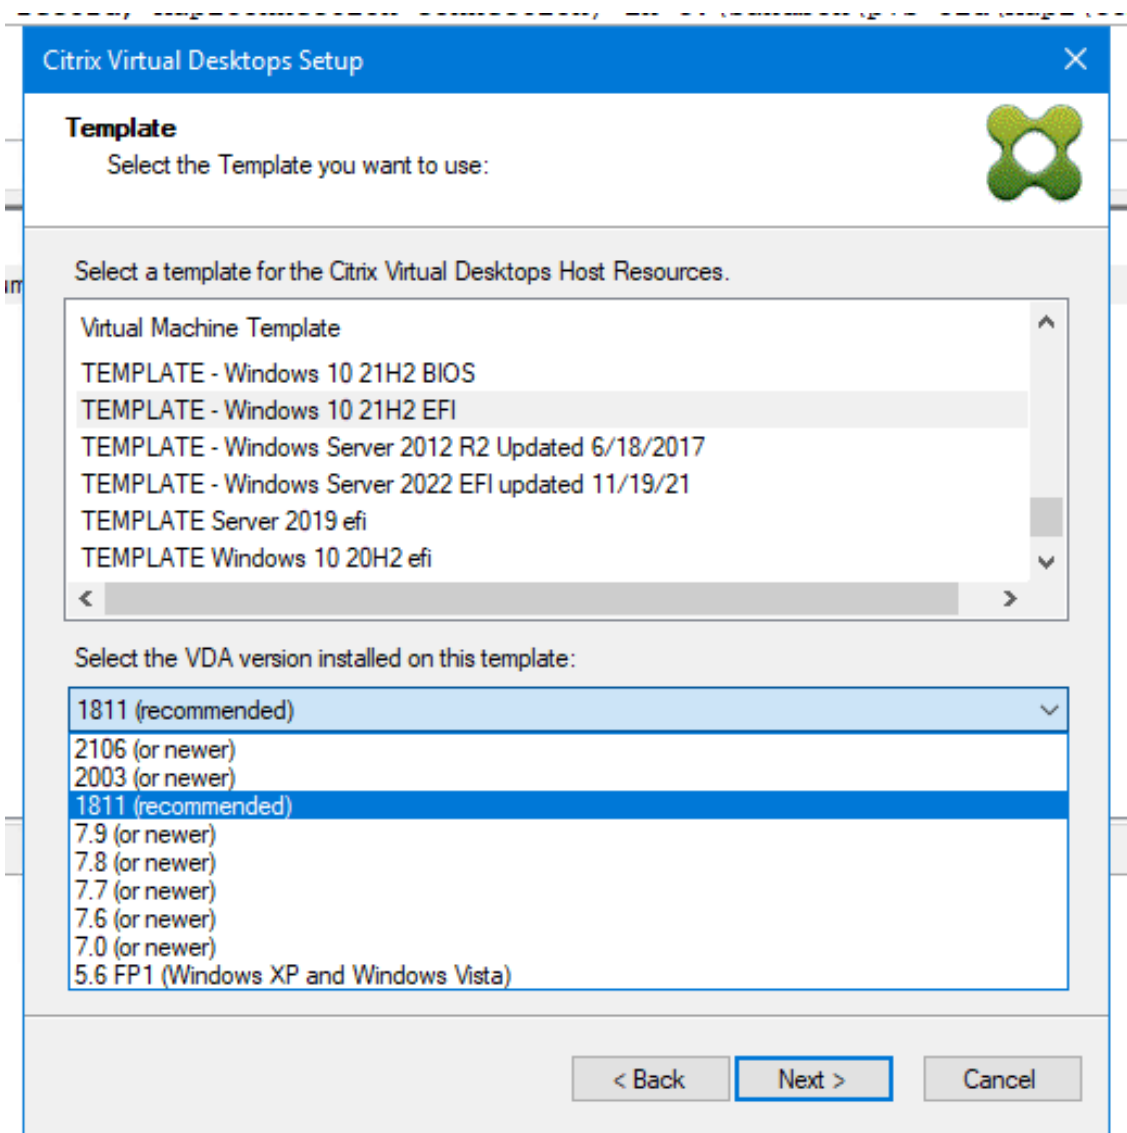 Citrix Virtual Desktops Setup
Template
Select the Template you want to use:
Select a template for the Citrix Virtual Desktops Host Resources.
Virtual Machine Template
TEMPLATE - Windows 10 21H2 BIOS
TEMPLATE - Windows 10 21H2 EFI
TEMPLATE - Windows Server 2012 R2 Updated 6/18/2017
TEMPLATE - Windows Server 2022 EFI updated 11/19/21
TEMPLATE Server 2019 efi
TEMPLATE Windows 10 20H2 efi
Select the VDA version installed on this template:
1811 (recommended)
2106 (or newer)
2003 (or newer)
1811 (recommended)
7.9 (or newer)
7.8 (or newer)
7.7 (or newer)
7.6 (or newer)
7.0 (or newer)
5.6 FP1 (Windows XP and Windows Vista)
< Back
Next >
Cancel